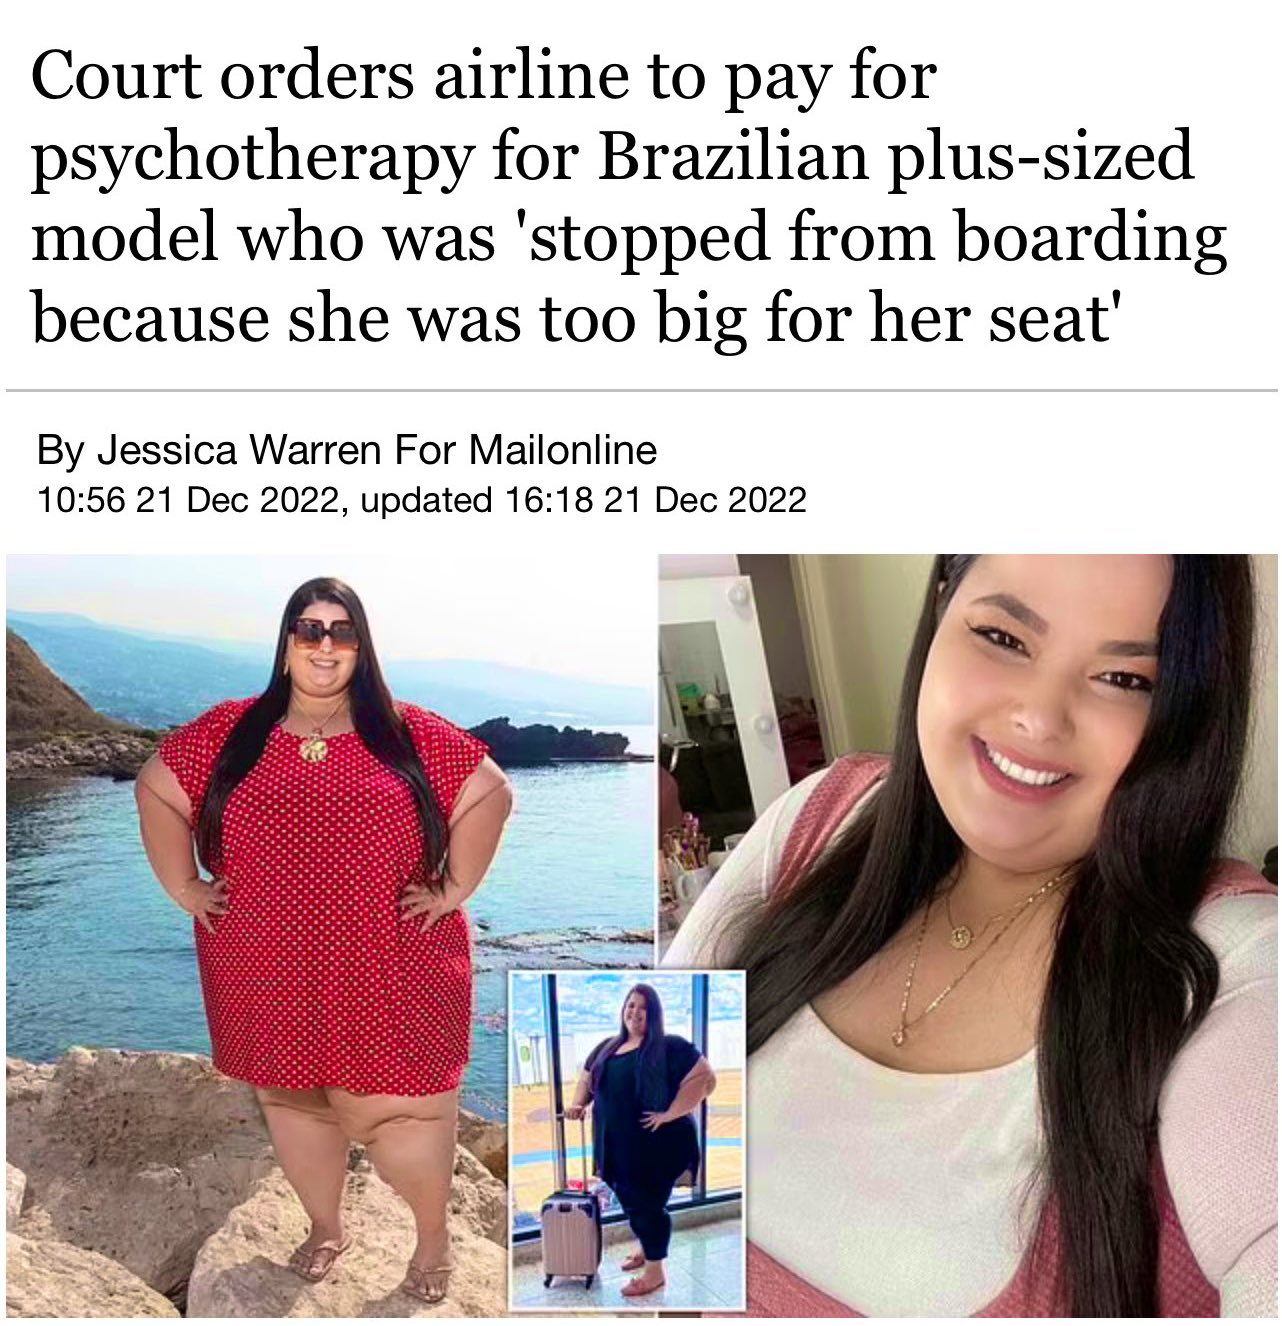 Court orders airline to pay for
psychotherapy for Brazilian plus-sized
model who was 'stopped from boarding
because she was too big for her seat'
By Jessica Warren For Mailonline
10:56 21 Dec 2022, updated 16:18 21 Dec 2022